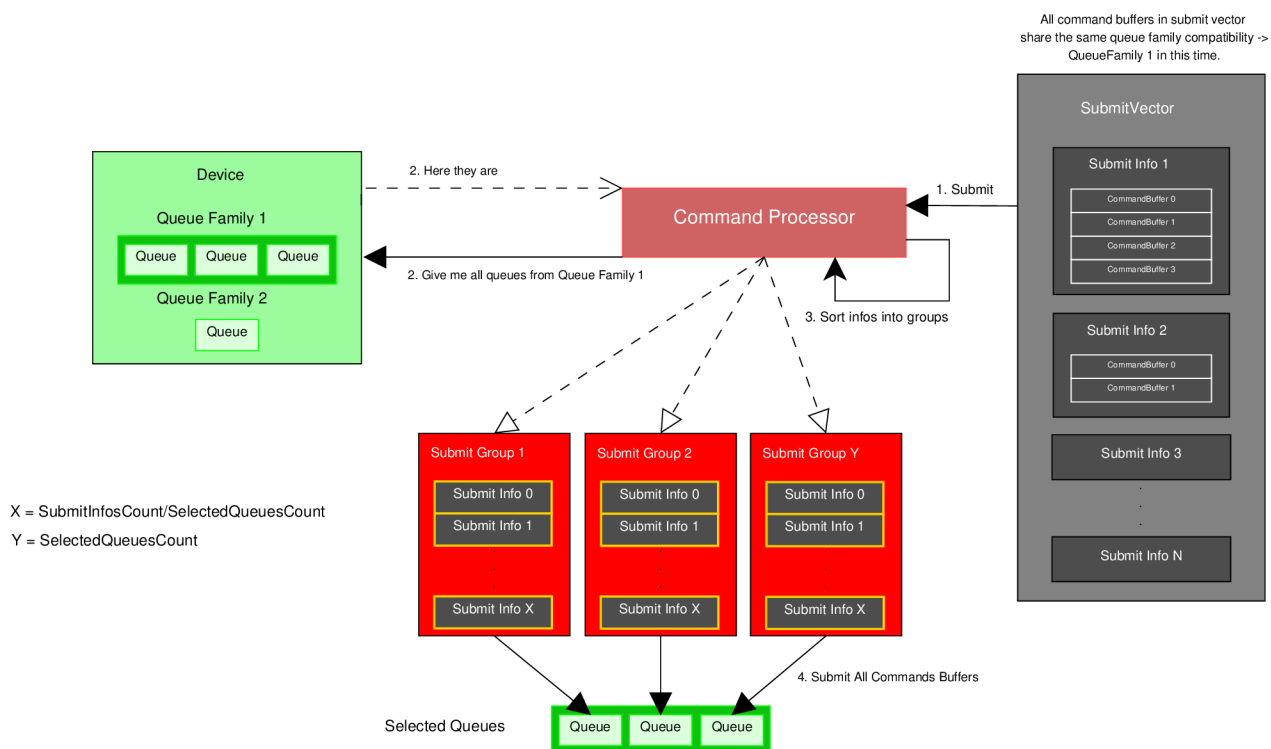 All command buffers in submit vector
share the same queue family compatibility ->
QueueFamily 1 in this time.
SubmitVector
Submit Info 1
CommandBuffer 0
CommandBuffer 1
CommandBuffer 2
CommandBuffer 3
Submit Info 2
CommandBuffer 0
CommandBuffer 1
Submit Info 3
.
.
.
Submit Info N
1. Submit
Device
Queue Family 1
Queue Queue Queue
Queue Family 2
Queue
2. Here they are
Command Processor
2. Give me all queues from Queue Family 1
3. Sort infos into groups
Submit Group 1
Submit Info 0
Submit Info 1
.
.
.
Submit Info X
Submit Group 2
Submit Info 0
Submit Info 1
.
.
.
Submit Info X
Submit Group Y
Submit Info 0
Submit Info 1
.
.
.
Submit Info X
X = SubmitInfosCount/SelectedQueuesCount
Y = SelectedQueuesCount
4. Submit All Commands Buffers
Selected Queues
Queue Queue Queue